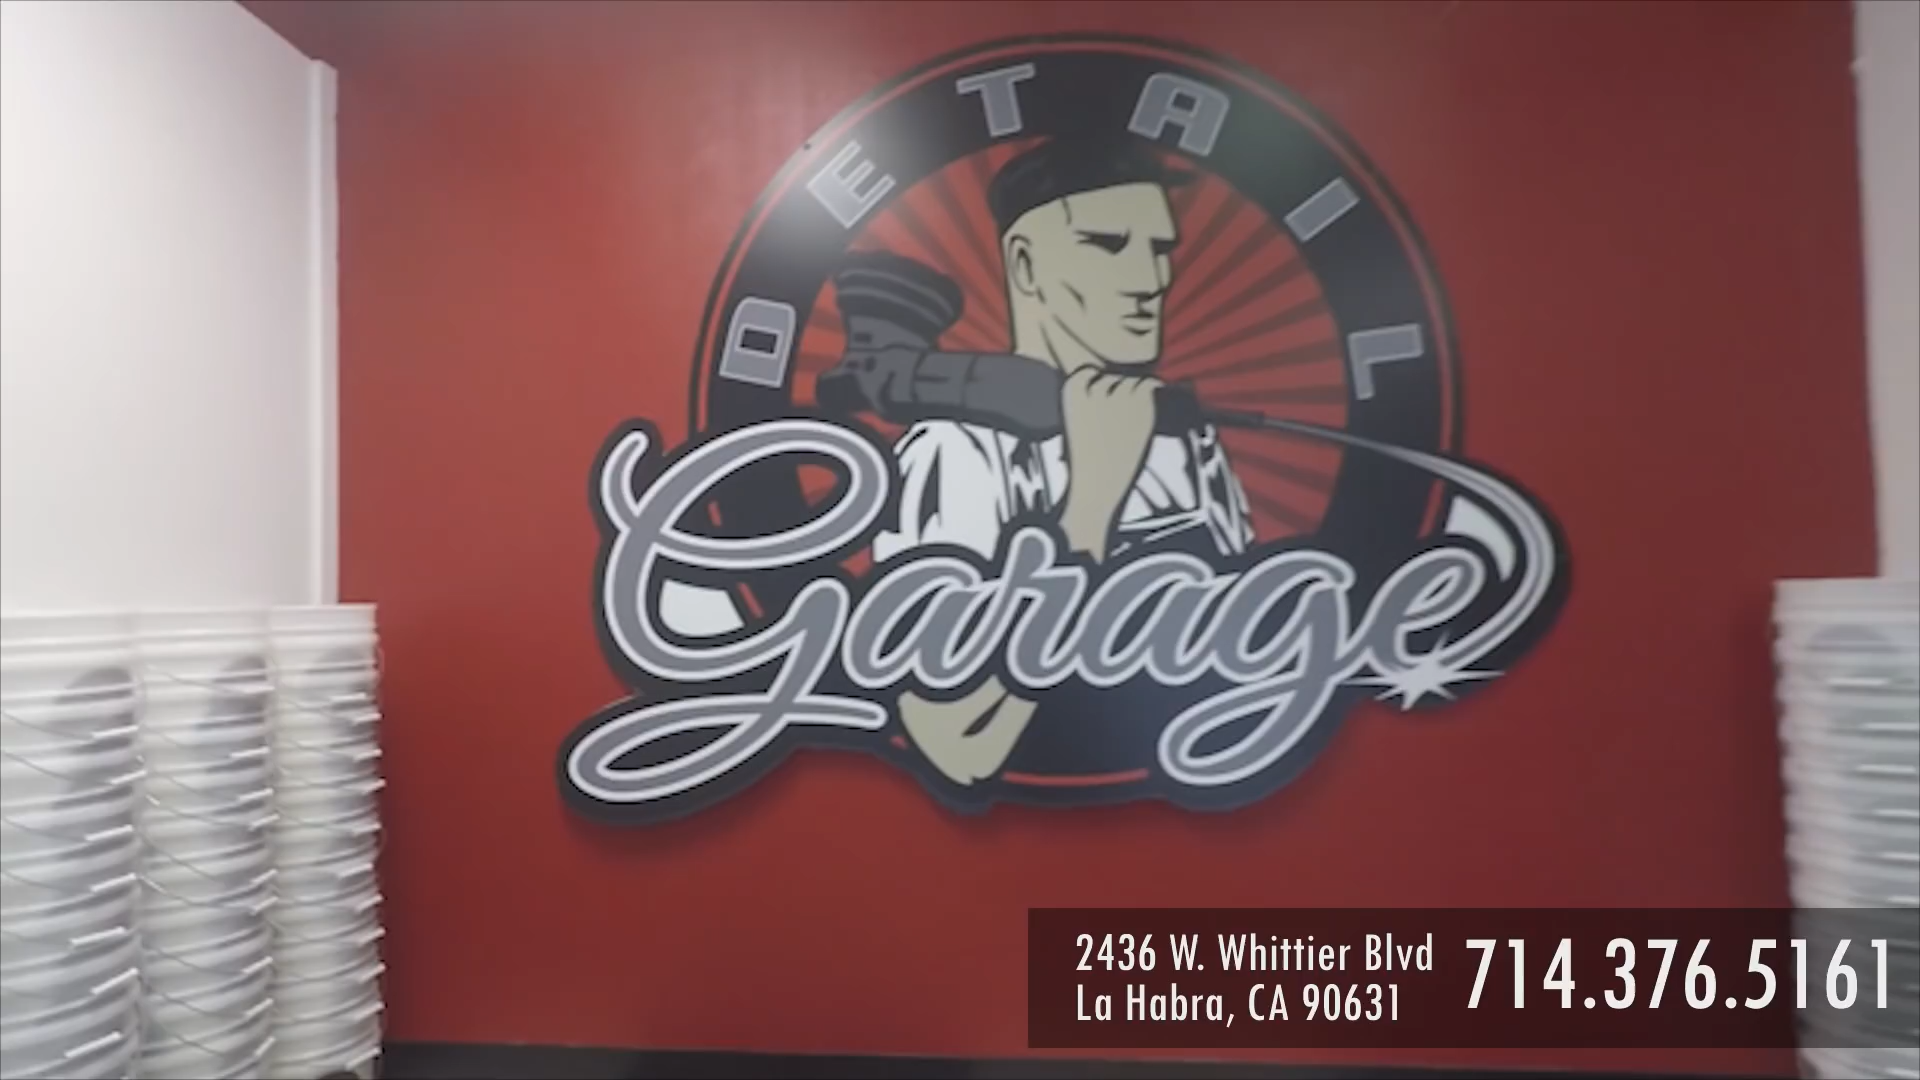 DETAIL
Garage
2436 W. Whittier Blvd
La Habra, CA 90631
714.376.5161